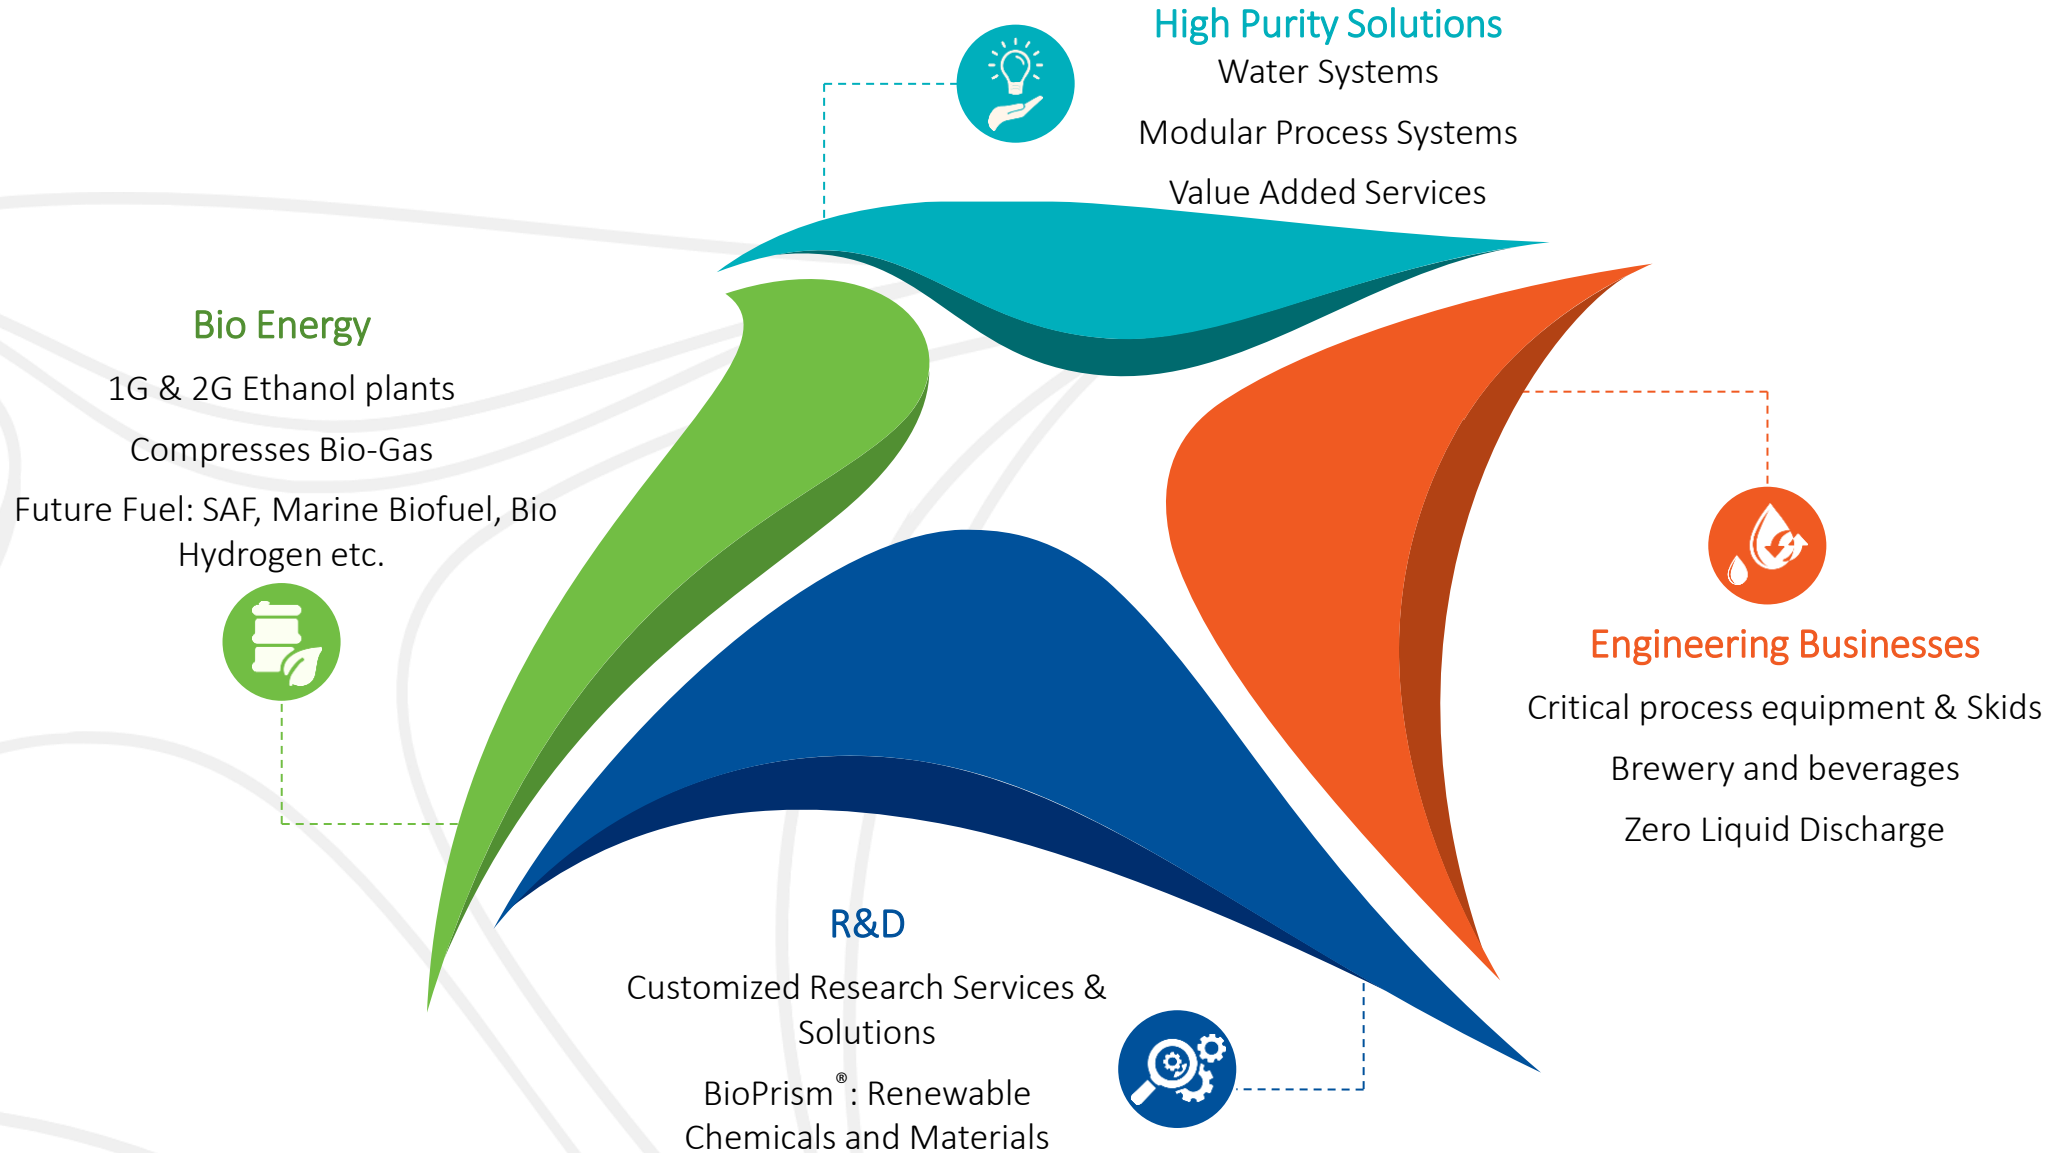 High Purity Solutions
Water Systems
Modular Process Systems
Value Added Services
Bio Energy
1G & 2G Ethanol plants
Compresses Bio-Gas
Future Fuel: SAF, Marine Biofuel, Bio
Hydrogen etc.
Engineering Businesses
Critical process equipment & Skids
Brewery and beverages
Zero Liquid Discharge
R&D
Customized Research Services &
Solutions
BioPrism®: Renewable
Chemicals and Materials